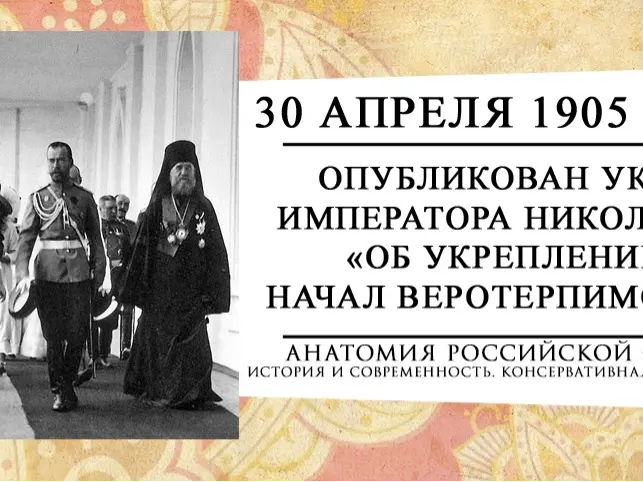 30 АПРЕЛЯ 1905
ОПУБЛИКОВАН УК
ИМПЕРАТОРА НИКОЛ
«ОБ УКРЕПЛЕНИ
НАЧАЛ ВЕРОТЕРПИМ
АНАТОМИЯ РОССИЙСКОЙ
ИСТОРИЯ И СОВРЕМЕННОСТЬ. КОНСЕРВАТИВНА